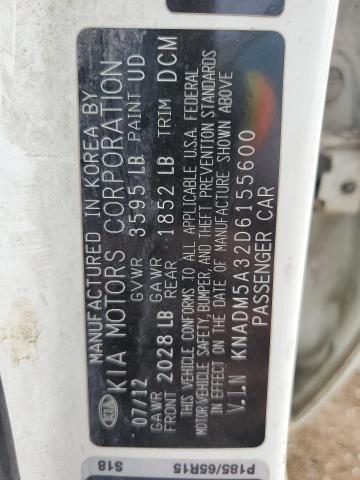 MANUFACTURED IN KOREA BY
KIA MOTORS CORPORATION
07/12 GVWR 3595 LB PAINT UD
GAWR FRONT 2028 LB GAWR REAR 1852 LB TRIM DCM
THIS VEHICLE CONFORMS TO ALL APPLICABLE U.S.A. FEDERAL
MOTOR VEHICLE SAFETY, BUMPER, AND THEFT PREVENTION STANDARDS
IN EFFECT ON THE DATE OF MANUFACTURE SHOWN ABOVE
V.I.N KNADM5A32D6155600
PASSENGER CAR
KIA
S18
P185/65R15